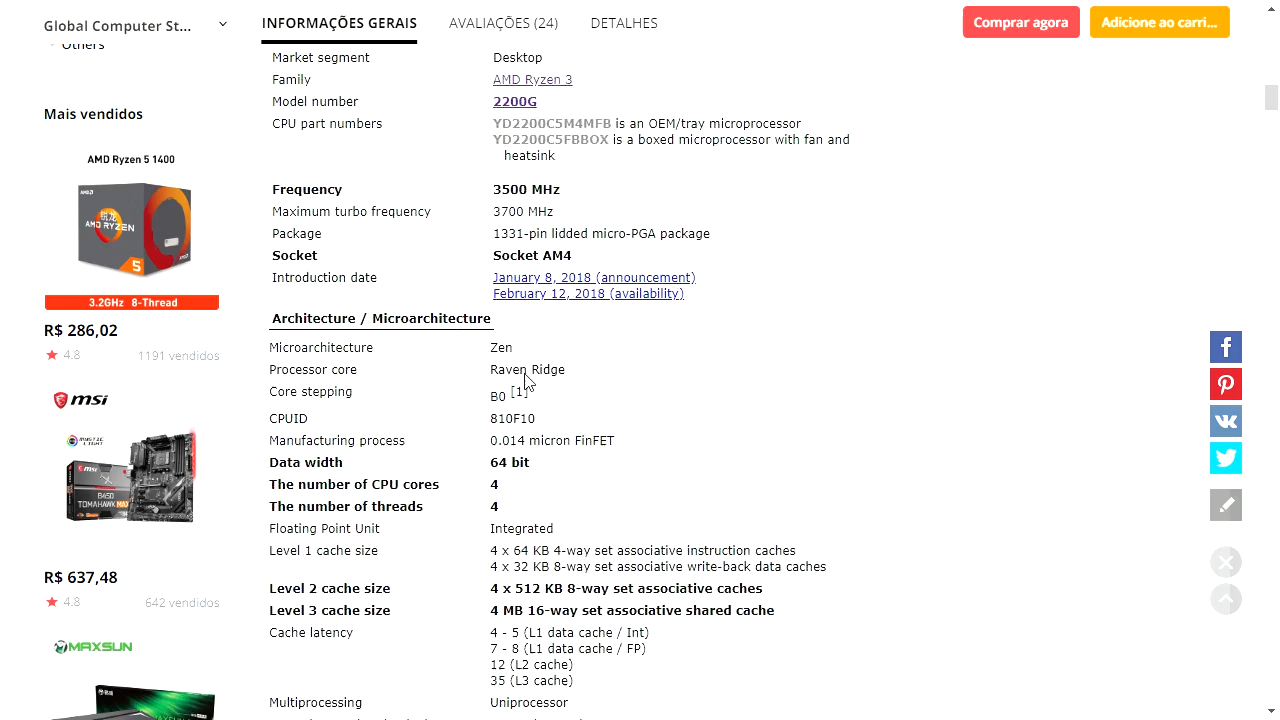 Global Computer St...
INFORMAÇÕES GERAIS
AVALIAÇÕES (24)
DETALHES
Comprar agora
Adicione ao carri...
Others
Mais vendidos
AMD Ryzen 5 1400
AMD RYZEN
5
3.2GHz 8-Thread
R$ 286,02
4.8
1191 vendidos
msi
MYSTIC LIGHT
msi
B450
TOMAHAWK MAX
R$ 637,48
4.8
642 vendidos
MAXSUN
Market segment Desktop
Family AMD Ryzen 3
Model number 2200G
CPU part numbers YD2200C5M4MFB is an OEM/tray microprocessor
YD2200C5FBBOX is a boxed microprocessor with fan and
heatsink
Frequency 3500 MHz
Maximum turbo frequency 3700 MHz
Package 1331-pin lidded micro-PGA package
Socket Socket AM4
Introduction date January 8, 2018 (announcement)
February 12, 2018 (availability)
Architecture / Microarchitecture
Microarchitecture Zen
Processor core Raven Ridge
Core stepping B0 [1]
CPUID 810F10
Manufacturing process 0.014 micron FinFET
Data width 64 bit
The number of CPU cores 4
The number of threads 4
Floating Point Unit Integrated
Level 1 cache size 4 x 64 KB 4-way set associative instruction caches
4 x 32 KB 8-way set associative write-back data caches
Level 2 cache size 4 x 512 KB 8-way set associative caches
Level 3 cache size 4 MB 16-way set associative shared cache
Cache latency 4 - 5 (L1 data cache / Int)
7 - 8 (L1 data cache / FP)
12 (L2 cache)
35 (L3 cache)
Multiprocessing Uniprocessor